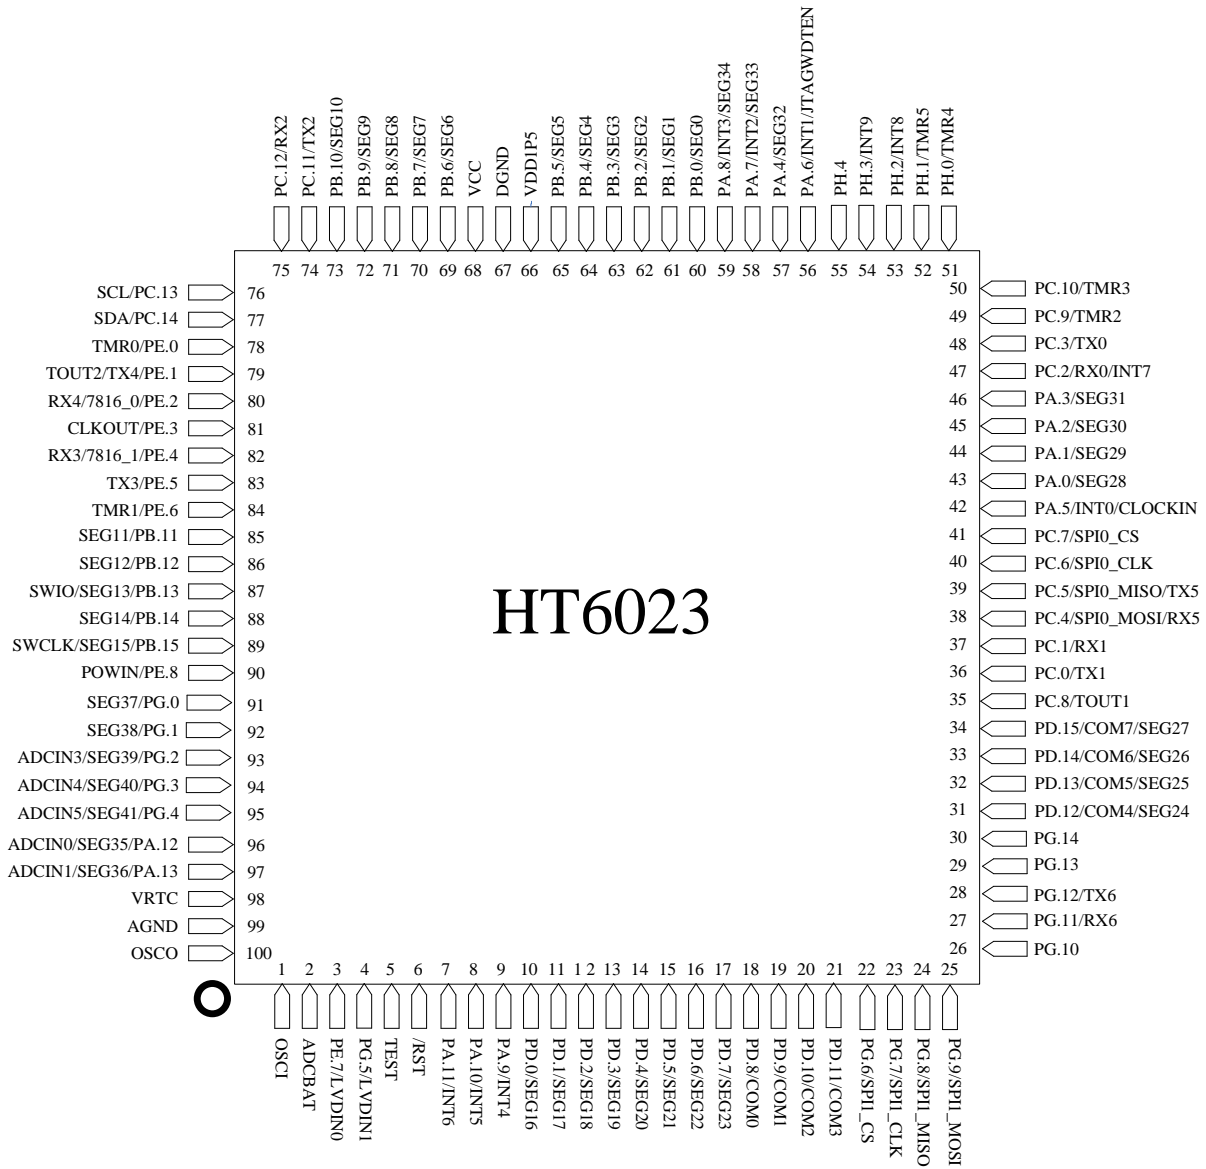 PC.12/RX2
PC.11/TX2
PB.10/SEG10
PB.9/SEG9
PB.8/SEG8
PB.7/SEG7
PB.6/SEG6
VCC
DGND
VDD1P5
PB.5/SEG5
PB.4/SEG4
PB.3/SEG3
PB.2/SEG2
PB.1/SEG1
PB.0/SEG0
PA.8/INT3/SEG34
PA.7/INT2/SEG33
PA.4/SEG32
PA.6/INT1/JTAGWDTEN
PH.4
PH.3/INT9
PH.2/INT8
PH.1/TMR5
PH.0/TMR4
75 74 73 72 71 70 69 68 67 66 65 64 63 62 61 60 59 58 57 56 55 54 53 52 51
SCL/PC.13 76
SDA/PC.14 77
TMR0/PE.0 78
TOUT2/TX4/PE.1 79
RX4/7816_0/PE.2 80
CLKOUT/PE.3 81
RX3/7816_1/PE.4 82
TX3/PE.5 83
TMR1/PE.6 84
SEG11/PB.11 85
SEG12/PB.12 86
SWIO/SEG13/PB.13 87
SEG14/PB.14 88
SWCLK/SEG15/PB.15 89
POWIN/PE.8 90
SEG37/PG.0 91
SEG38/PG.1 92
ADCIN3/SEG39/PG.2 93
ADCIN4/SEG40/PG.3 94
ADCIN5/SEG41/PG.4 95
ADCIN0/SEG35/PA.12 96
ADCIN1/SEG36/PA.13 97
VRTC 98
AGND 99
OSCO 100
HT6023
50 PC.10/TMR3
49 PC.9/TMR2
48 PC.3/TX0
47 PC.2/RX0/INT7
46 PA.3/SEG31
45 PA.2/SEG30
44 PA.1/SEG29
43 PA.0/SEG28
42 PA.5/INT0/CLOCKIN
41 PC.7/SPI0_CS
40 PC.6/SPI0_CLK
39 PC.5/SPI0_MISO/TX5
38 PC.4/SPI0_MOSI/RX5
37 PC.1/RX1
36 PC.0/TX1
35 PC.8/TOUT1
34 PD.15/COM7/SEG27
33 PD.14/COM6/SEG26
32 PD.13/COM5/SEG25
31 PD.12/COM4/SEG24
30 PG.14
29 PG.13
28 PG.12/TX6
27 PG.11/RX6
26 PG.10
1 2 3 4 5 6 7 8 9 10 11 12 13 14 15 16 17 18 19 20 21 22 23 24 25
OSCI
ADCBAT
PE.7/LVDIN0
PG.5/LVDIN1
TEST
/RST
PA.11/INT6
PA.10/INT5
PA.9/INT4
PD.0/SEG16
PD.1/SEG17
PD.2/SEG18
PD.3/SEG19
PD.4/SEG20
PD.5/SEG21
PD.6/SEG22
PD.7/SEG23
PD.8/COM0
PD.9/COM1
PD.10/COM2
PD.11/COM3
PG.6/SPI1_CS
PG.7/SPI1_CLK
PG.8/SPI1_MISO
PG.9/SPI1_MOSI